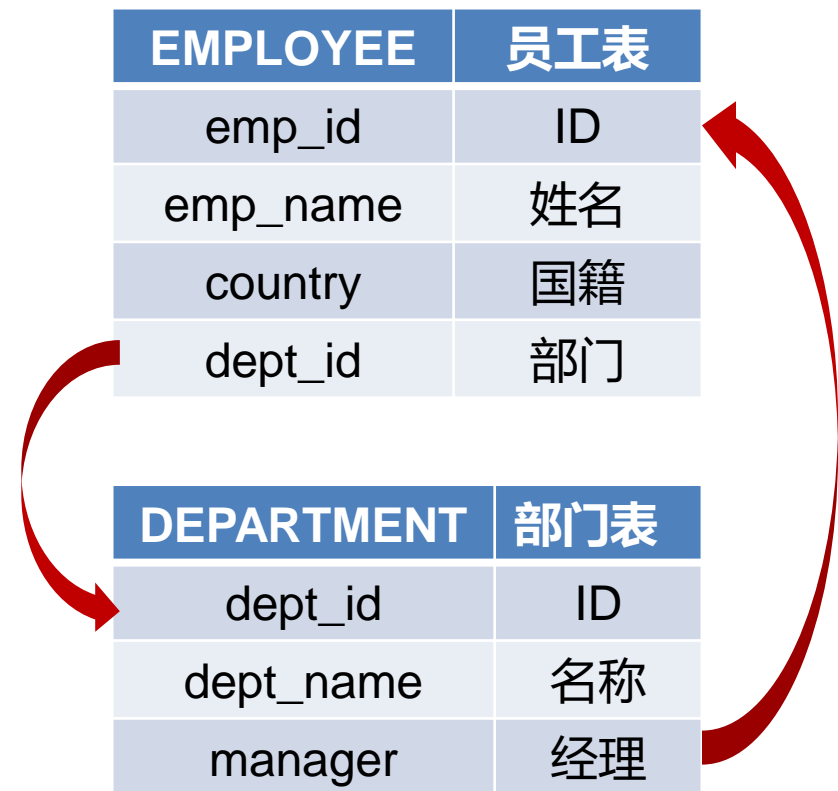 EMPLOYEE 员工表
emp_id ID
emp_name 姓名
country 国籍
dept_id 部门
DEPARTMENT 部门表
dept_id ID
dept_name 名称
manager 经理